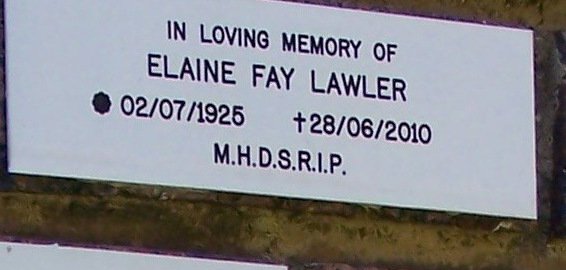 IN LOVING MEMORY OF
ELAINE FAY LAWLER
02/07/1925 †28/06/2010
M.H.D.S.R.I.P.